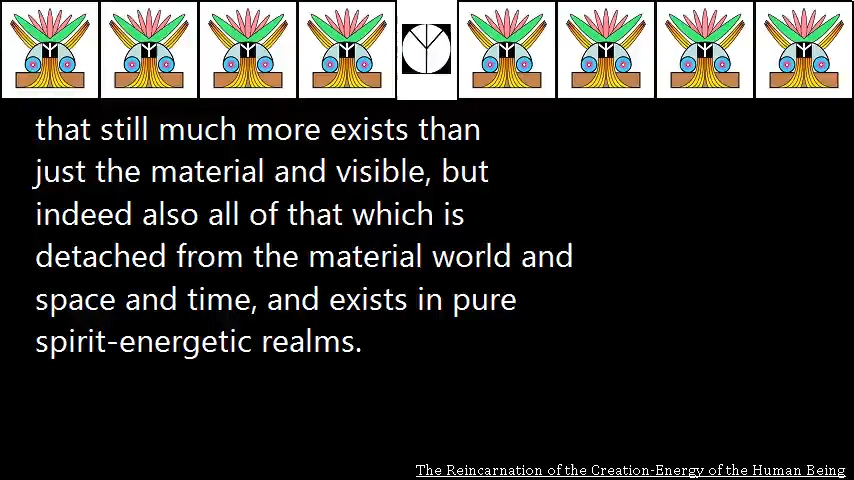 that still much more exists than
just the material and visible, but
indeed also all of that which is
detached from the material world and
space and time, and exists in pure
spirit-energetic realms.
The Reincarnation of the Creation-Energy of the Human Being